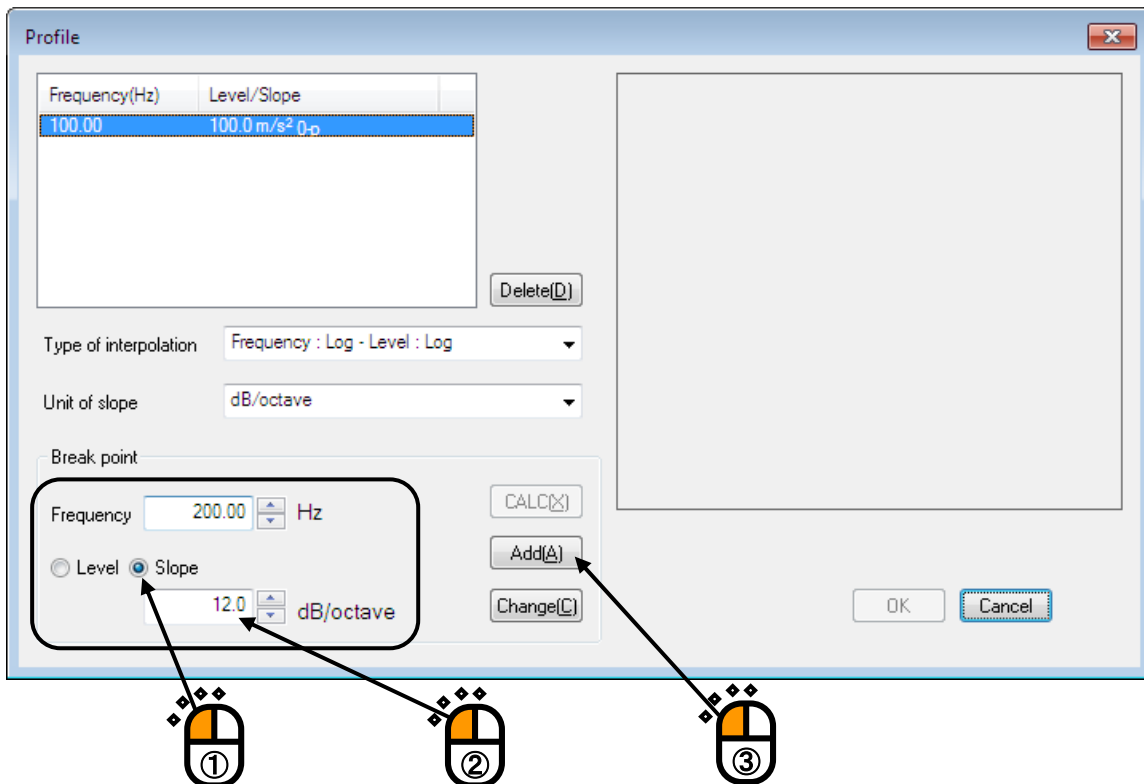 Profile
Frequency(Hz) Level/Slope
100.00 100.0 m/s² 0-p
Delete(D)
Type of interpolation Frequency : Log - Level : Log
Unit of slope dB/octave
Break point
Frequency 200.00 Hz
CALC(X)
Level Slope
Add(A)
12.0 dB/octave
Change(C)
OK Cancel
① ② ③